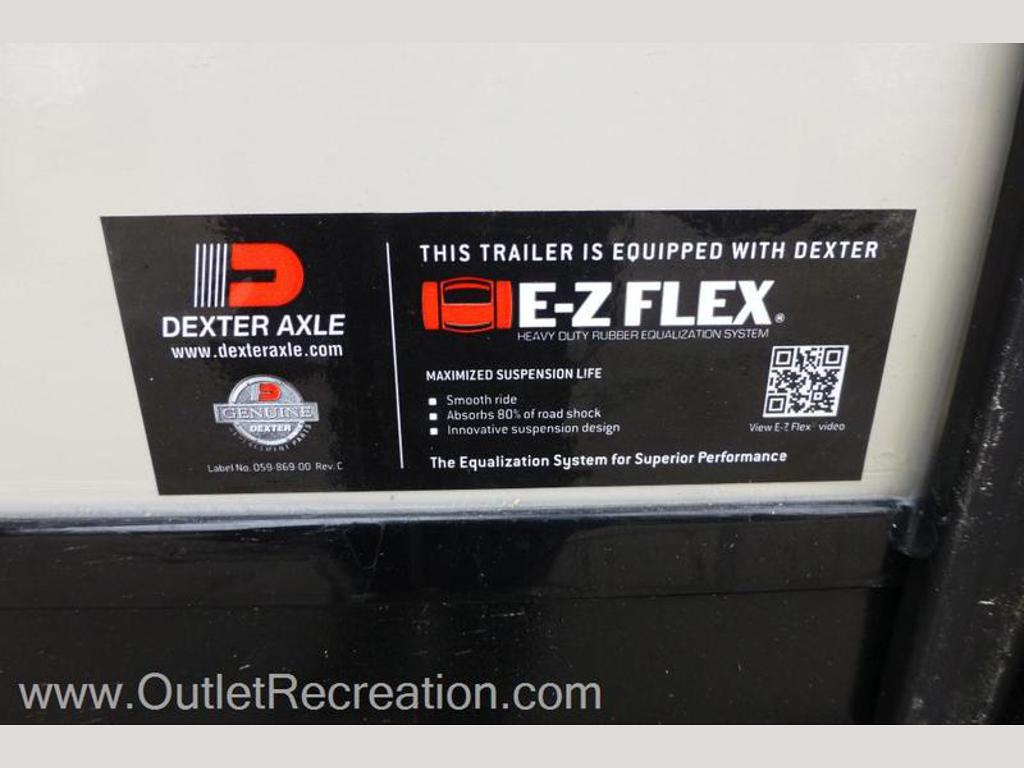 DEXTER AXLE
www.dexteraxle.com
GENUINE
DEXTER
REPLACEMENT PARTS
Label No. 059-869-00 Rev. C
THIS TRAILER IS EQUIPPED WITH DEXTER
E-Z FLEX®
HEAVY DUTY RUBBER EQUALIZATION SYSTEM
MAXIMIZED SUSPENSION LIFE
■ Smooth ride
■ Absorbs 80% of road shock
■ Innovative suspension design
View E-Z Flex® video
The Equalization System for Superior Performance
www.OutletRecreation.com